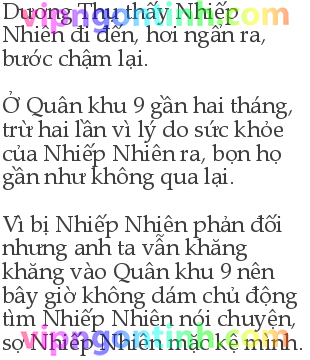 Dương Thu thấy Nhiếp
Nhiên đi đến, hơi ngẩn ra,
bước chậm lại.
Ở Quân khu 9 gần hai tháng,
trừ hai lần vì lý do sức khỏe
của Nhiếp Nhiên ra, bọn họ
gần như không qua lại.
Vì bị Nhiếp Nhiên phản đối
nhưng anh ta vẫn khăng
khăng vào Quân khu 9 nên
bây giờ không dám chủ động
tìm Nhiếp Nhiên nói chuyện,
sợ Nhiếp Nhiên mặc kệ mình.
vipngontinh.com
vipngontinh.com